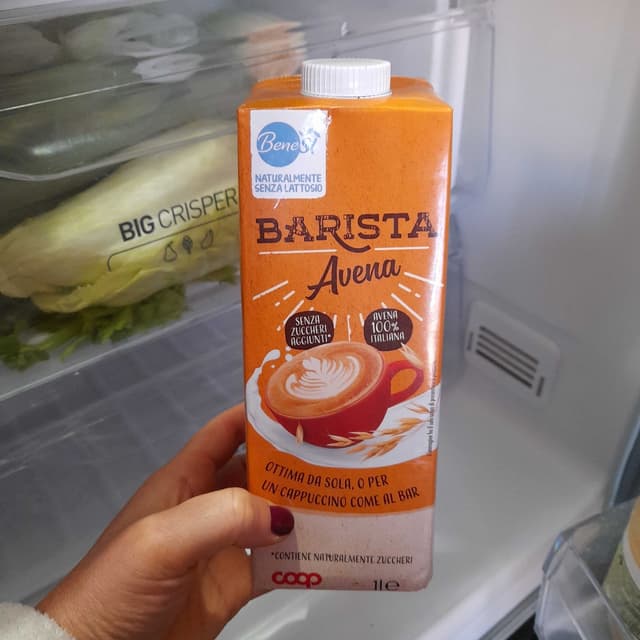 BIG CRISPER
Bene sì
NATURALMENTE
SENZA LATTOSIO
BARISTA
Avena
SENZA
ZUCCHERI
AGGIUNTI*
AVENA
100%
ITALIANA
OTTIMA DA SOLA, O PER
UN CAPPUCCINO COME AL BAR
*CONTIENE NATURALMENTE ZUCCHERI
coop
1l e